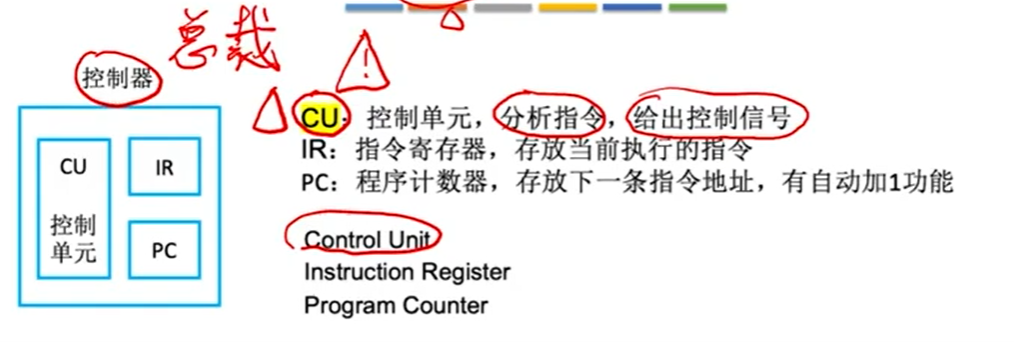 总裁
控制器
CU
控制
单元
IR
PC
CU：控制单元，分析指令，给出控制信号
IR：指令寄存器，存放当前执行的指令
PC：程序计数器，存放下一条指令地址，有自动加1功能
Control Unit
Instruction Register
Program Counter